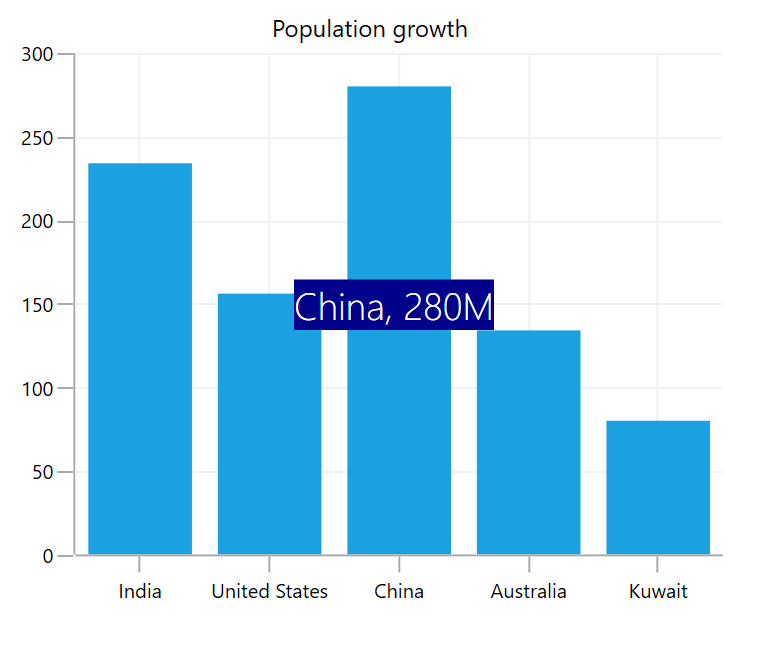 Population growth
300
250
200
150
100
50
0
China, 280M
India
United States
China
Australia
Kuwait